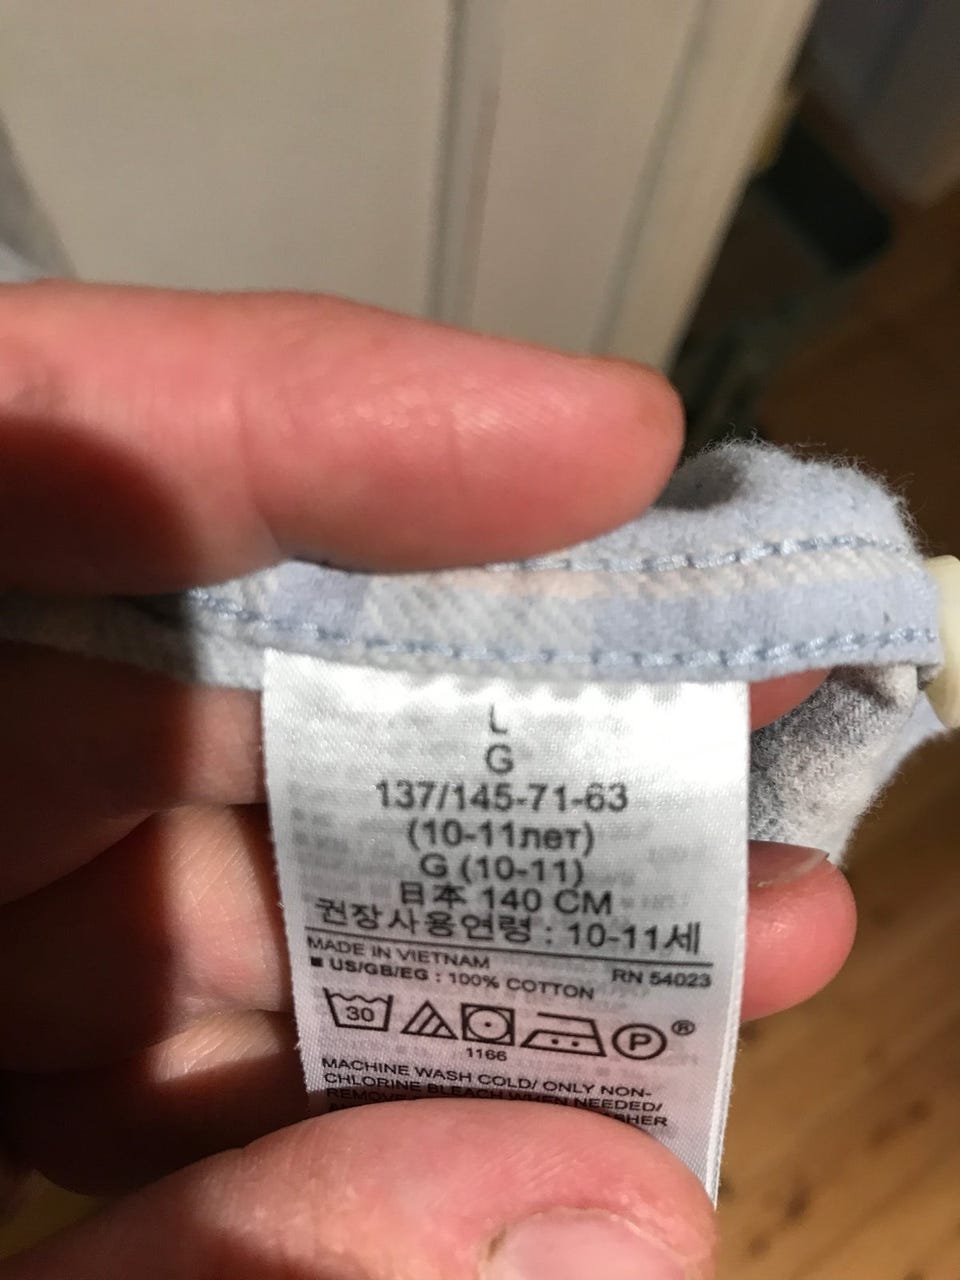 L
G
137/145-71-63
(10-11лет)
G (10-11)
日本 140 CM
권장사용연령 : 10-11세
MADE IN VIETNAM
RN 54023
■ US/GB/EG : 100% COTTON
30
P ®
1166
MACHINE WASH COLD/ ONLY NON-
CHLORINE BLEACH WHEN NEEDED/
REMOVE